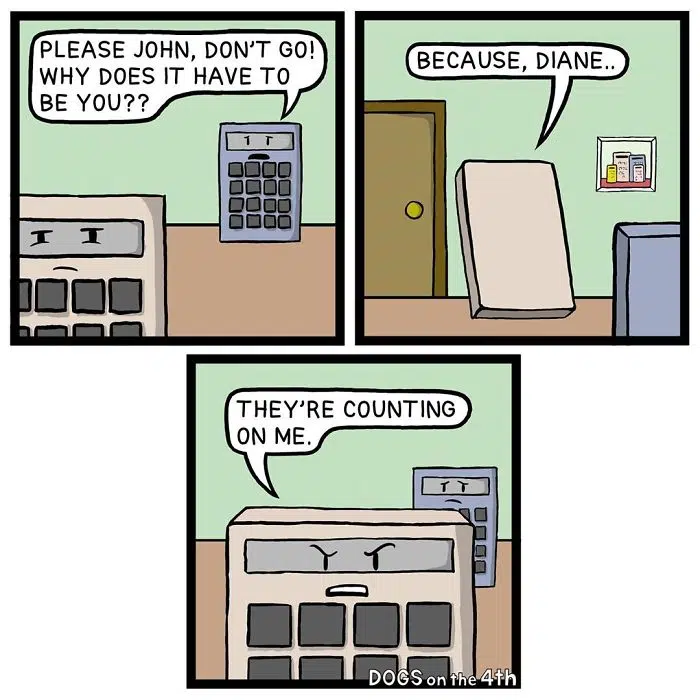 PLEASE JOHN, DON'T GO!
WHY DOES IT HAVE TO
BE YOU??
BECAUSE, DIANE..
THEY'RE COUNTING
ON ME.
DOGS on the 4th